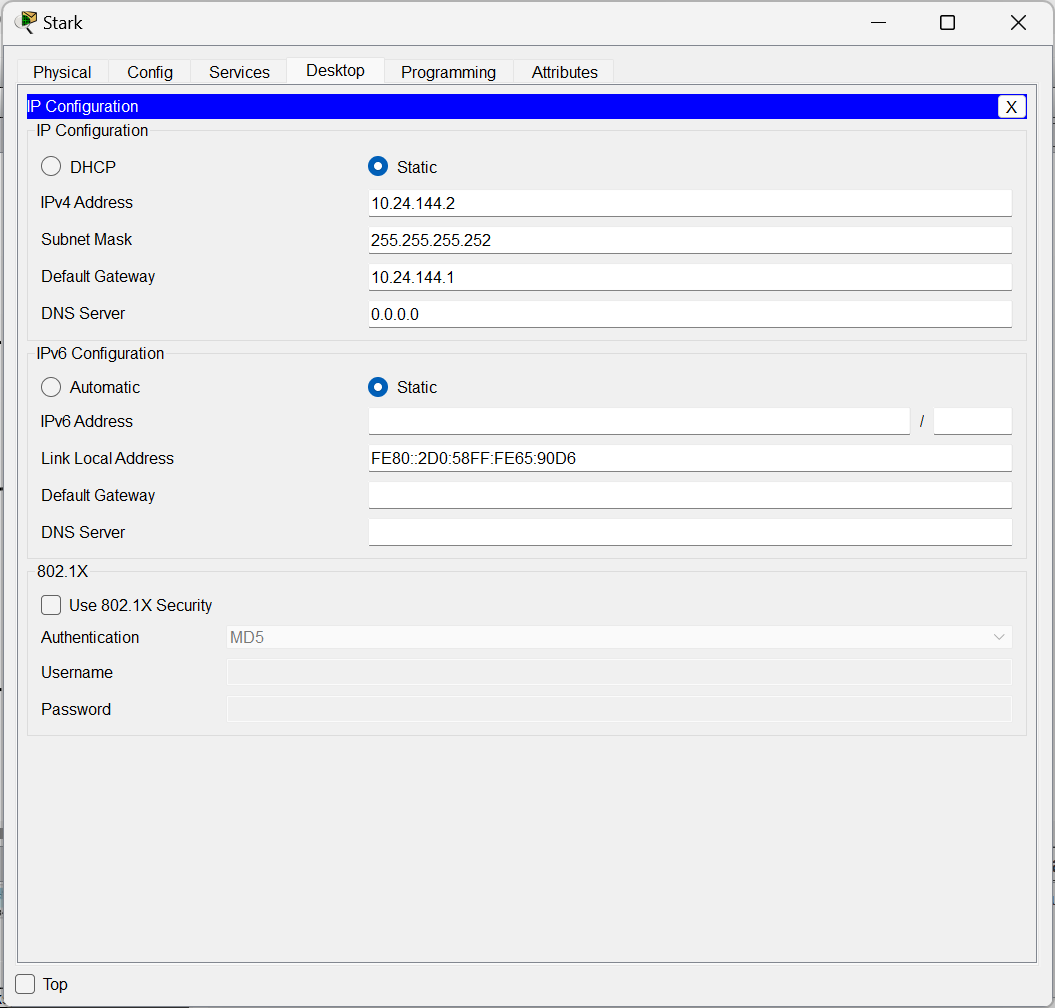 Stark
Physical Config Services Desktop Programming Attributes
IP Configuration X
IP Configuration
DHCP Static
IPv4 Address 10.24.144.2
Subnet Mask 255.255.255.252
Default Gateway 10.24.144.1
DNS Server 0.0.0.0
IPv6 Configuration
Automatic Static
IPv6 Address /
Link Local Address FE80::2D0:58FF:FE65:90D6
Default Gateway
DNS Server
802.1X
Use 802.1X Security
Authentication MD5
Username
Password
Top